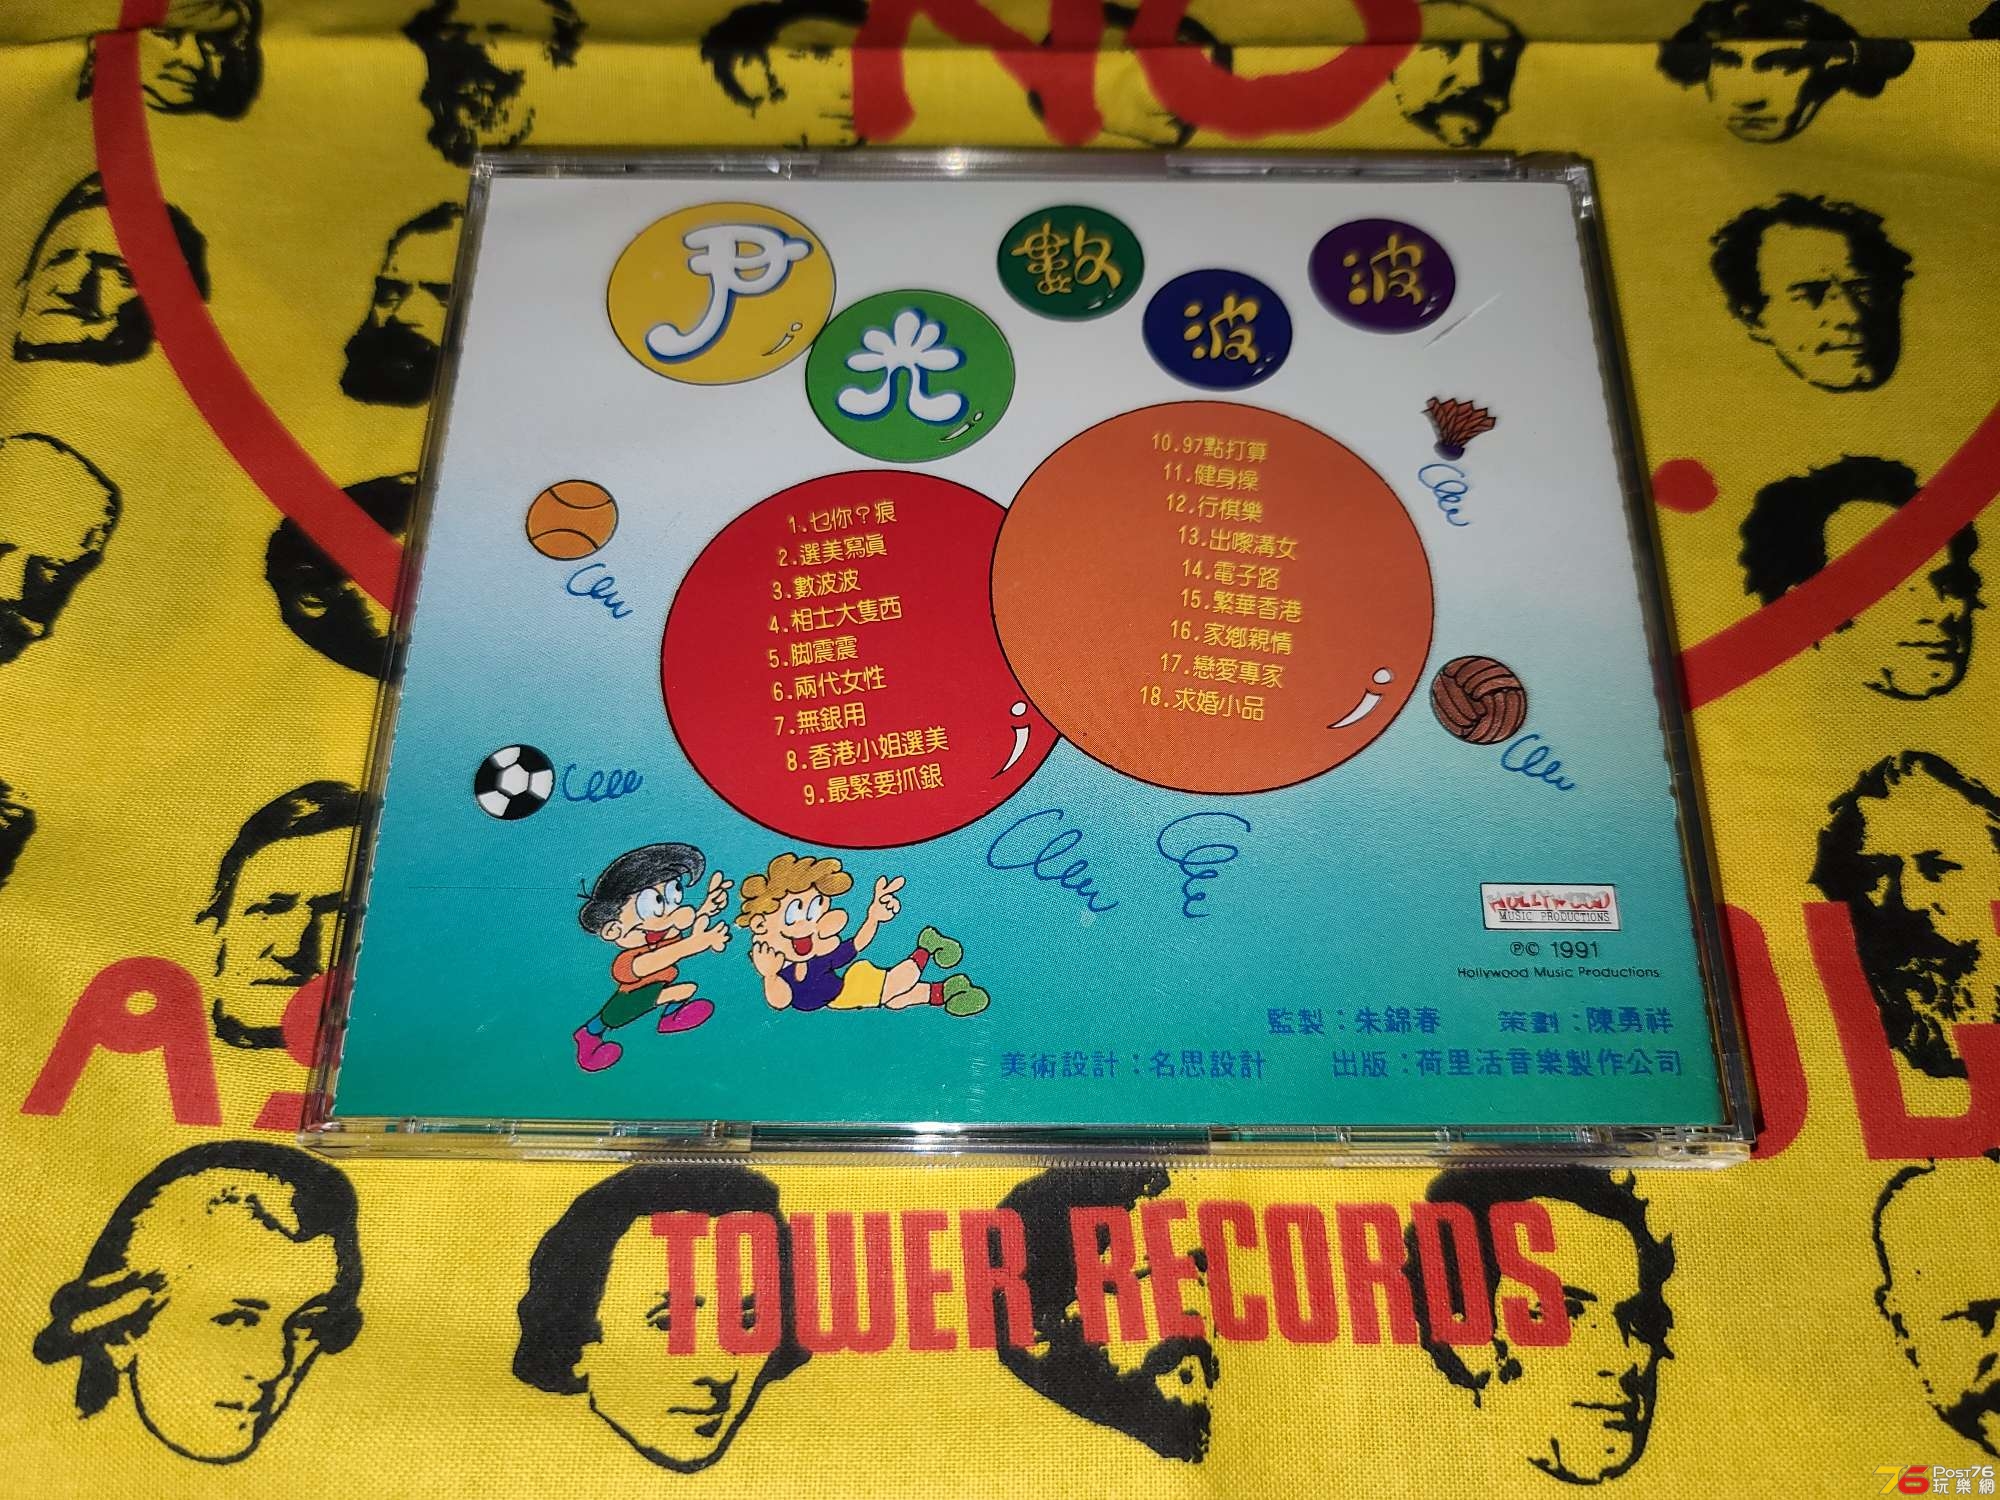 NO
尹光
數波波
1.乜你？痕
2.選美寫眞
3.數波波
4.相士大隻西
5.脚震震
6.兩代女性
7.無銀用
8.香港小姐選美
9.最緊要抓銀
10.97點打算
11.健身操
12.行棋樂
13.出嚟溝女
14.電子路
15.繁華香港
16.家鄉親情
17.戀愛專家
18.求婚小品
HOLLYWOOD
MUSIC PRODUCTIONS
℗© 1991
Hollywood Music Productions
監製：朱錦春 策劃：陳勇祥
美術設計：名思設計 出版：荷里活音樂製作公司
TOWER RECORDS
76 Post76
玩樂網